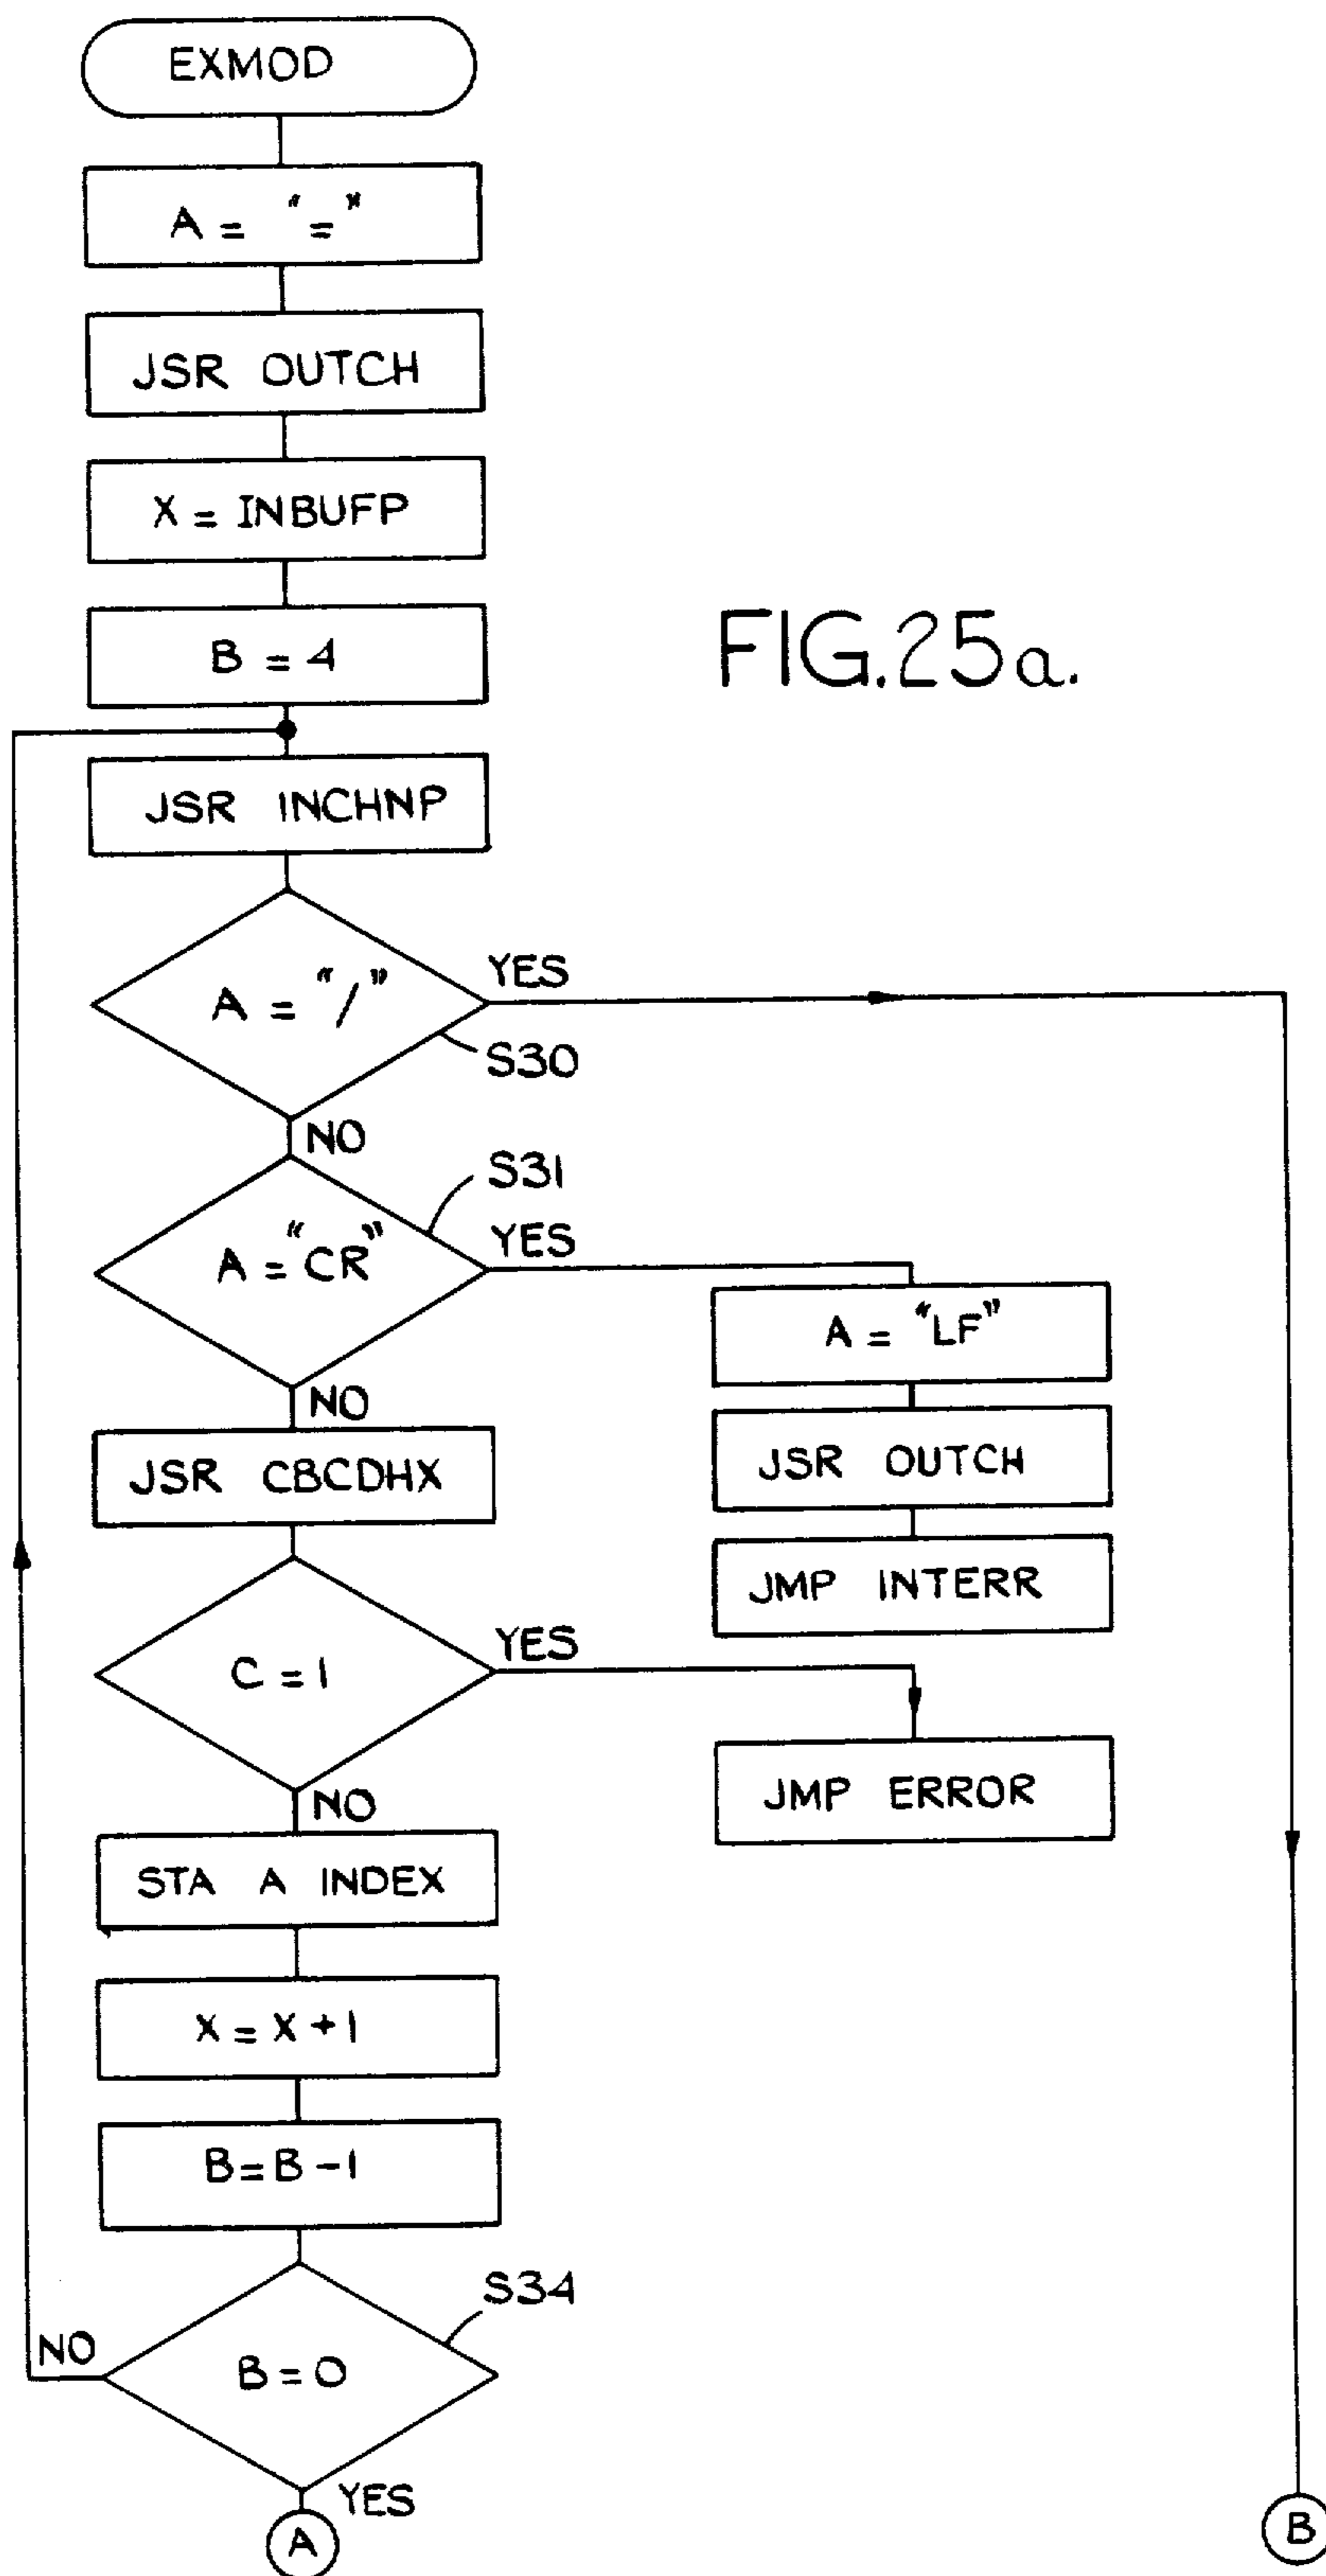 EXMOD
A = "="
JSR OUTCH
X = INBUFP
B = 4
FIG.25a.
JSR INCHNP
A = "/"
YES
S30
NO
S31
A = "CR"
YES
A = "LF"
NO
JSR OUTCH
JSR CBCDHX
JMP INTERR
YES
C = 1
JMP ERROR
NO
STA A INDEX
X = X + 1
B = B - 1
S34
NO
B = 0
YES
A
B